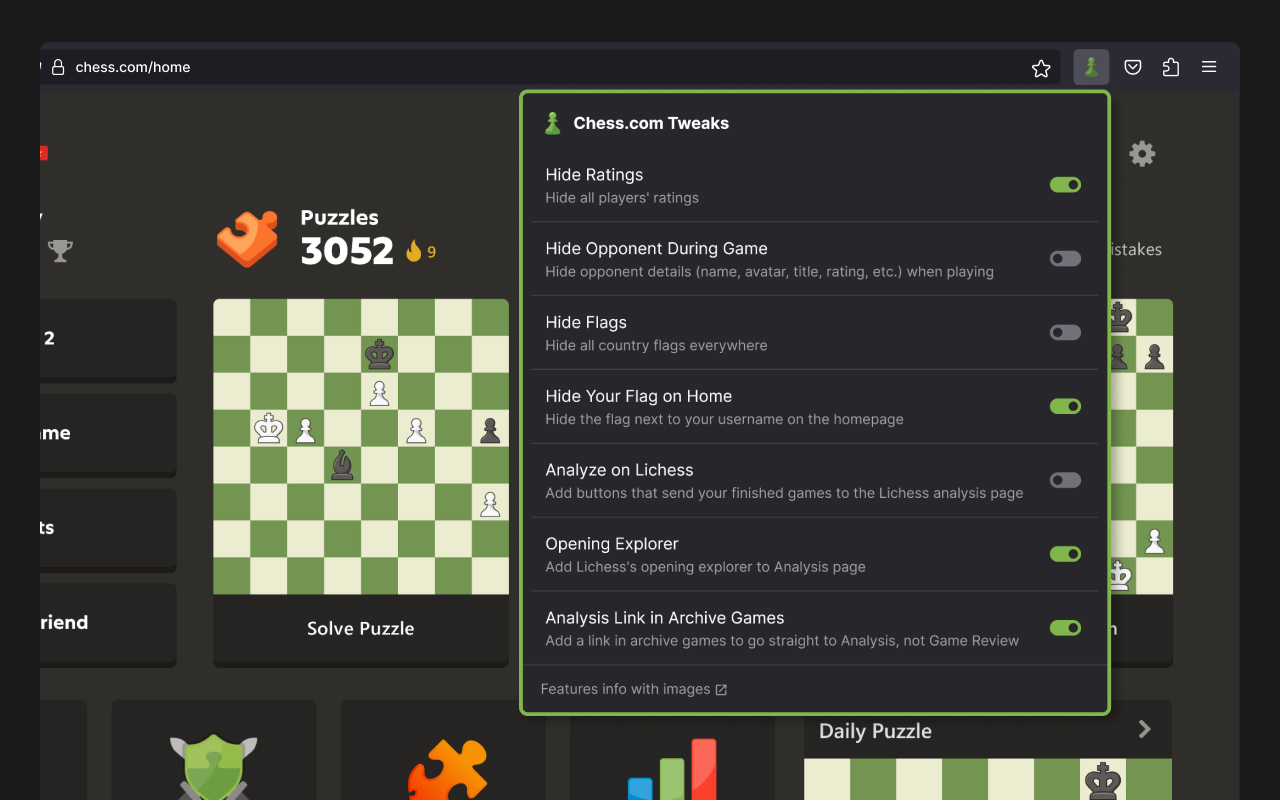 chess.com/home
Chess.com Tweaks
Hide Ratings
Hide all players' ratings
Hide Opponent During Game
Hide opponent details (name, avatar, title, rating, etc.) when playing
Hide Flags
Hide all country flags everywhere
Hide Your Flag on Home
Hide the flag next to your username on the homepage
Analyze on Lichess
Add buttons that send your finished games to the Lichess analysis page
Opening Explorer
Add Lichess's opening explorer to Analysis page
Analysis Link in Archive Games
Add a link in archive games to go straight to Analysis, not Game Review
Features info with images
Puzzles
3052 9
istakes
2
me
ts
riend
Solve Puzzle
n
Daily Puzzle